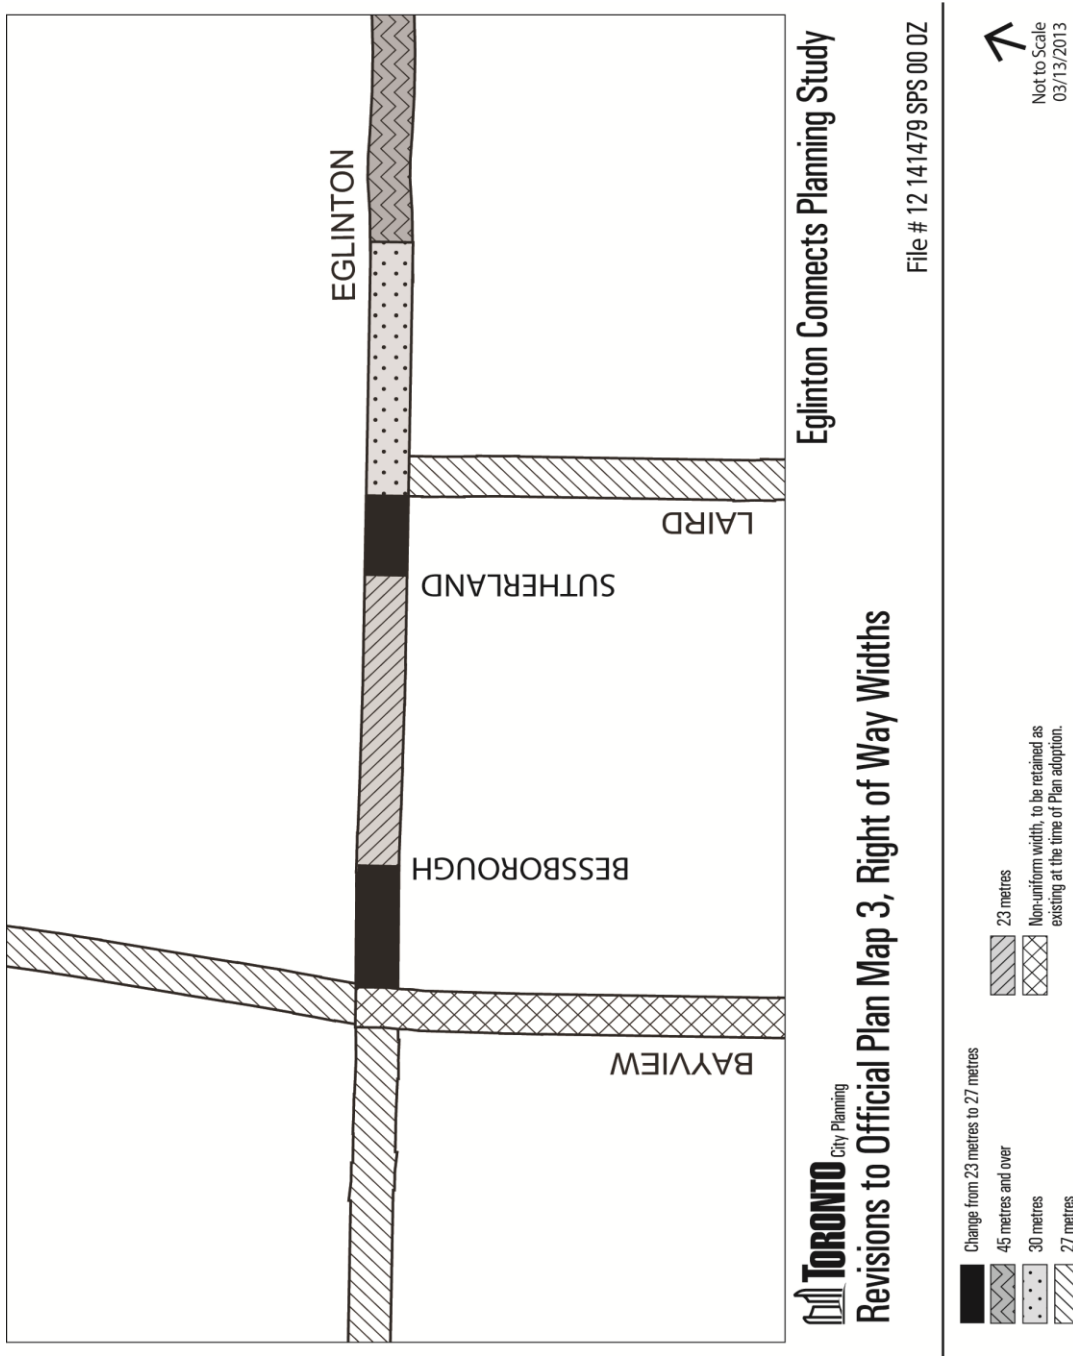 EGLINTON
LAIRD
SUTHERLAND
BESSBOROUGH
BAYVIEW
TORONTO City Planning
Revisions to Official Plan Map 3, Right of Way Widths
Eglinton Connects Planning Study
File # 12 141479 SPS 00 OZ
Change from 23 metres to 27 metres
45 metres and over
30 metres
27 metres
23 metres
Non-uniform width, to be retained as
existing at the time of Plan adoption.
Not to Scale
03/13/2013